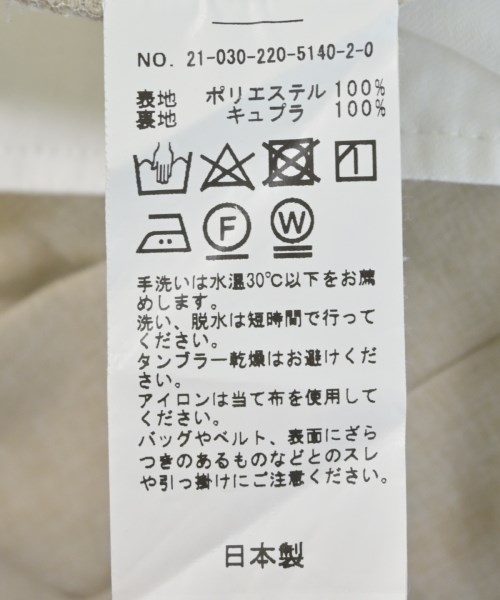 NO. 21-030-220-5140-2-0
表地 ポリエステル 100%
裏地 キュプラ 100%
F W
手洗いは水温30℃以下をお薦
めします。
洗い、脱水は短時間で行って
ください。
タンブラー乾燥はお避けくだ
さい。
アイロンは当て布を使用して
ください。
バッグやベルト、表面にざら
つきのあるものなどとのスレ
や引っ掛けにご注意ください。
日本製